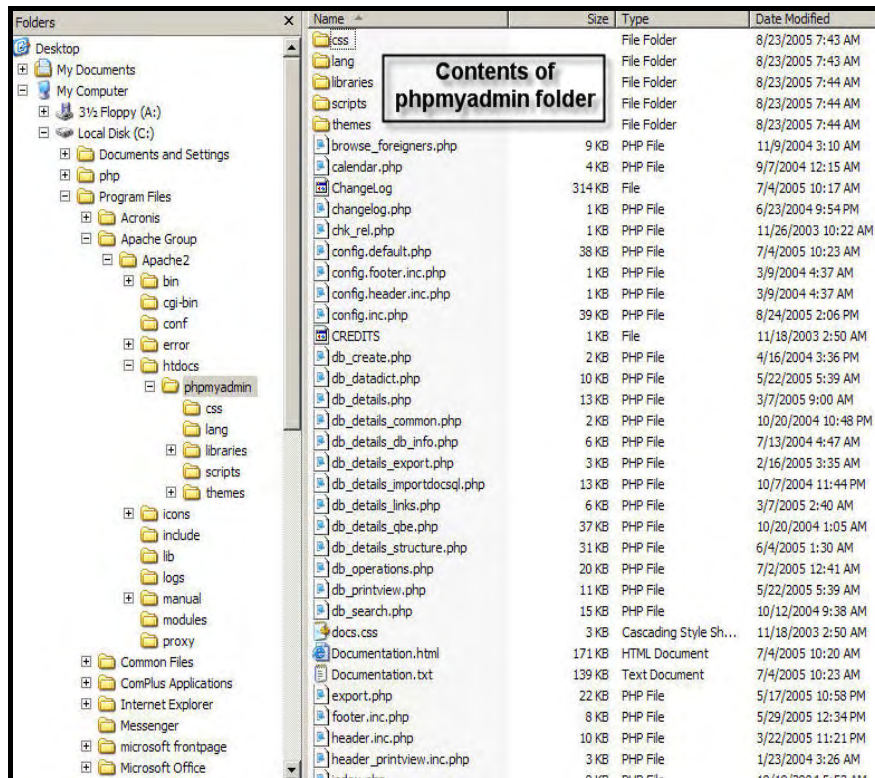 Folders
Desktop
My Documents
My Computer
3½ Floppy (A:)
Local Disk (C:)
Documents and Settings
php
Program Files
Acronis
Apache Group
Apache2
bin
cgi-bin
conf
error
htdocs
phpmyadmin
css
lang
libraries
scripts
themes
icons
include
lib
logs
manual
modules
proxy
Common Files
ComPlus Applications
Internet Explorer
Messenger
microsoft frontpage
Microsoft Office
Name Size Type Date Modified
css File Folder 8/23/2005 7:43 AM
lang File Folder 8/23/2005 7:43 AM
libraries File Folder 8/23/2005 7:44 AM
scripts File Folder 8/23/2005 7:44 AM
themes File Folder 8/23/2005 7:44 AM
Contents of
phpmyadmin folder
browse_foreigners.php 9 KB PHP File 11/9/2004 3:10 AM
calendar.php 4 KB PHP File 9/7/2004 12:15 AM
ChangeLog 314 KB File 7/4/2005 10:17 AM
changelog.php 1 KB PHP File 6/23/2004 9:54 PM
chk_rel.php 1 KB PHP File 11/26/2003 10:22 AM
config.default.php 38 KB PHP File 7/4/2005 10:23 AM
config.footer.inc.php 1 KB PHP File 3/9/2004 4:37 AM
config.header.inc.php 1 KB PHP File 3/9/2004 4:37 AM
config.inc.php 39 KB PHP File 8/24/2005 2:06 PM
CREDITS 1 KB File 11/18/2003 2:50 AM
db_create.php 2 KB PHP File 4/16/2004 3:36 PM
db_datadict.php 10 KB PHP File 5/22/2005 5:39 AM
db_details.php 13 KB PHP File 3/7/2005 9:00 AM
db_details_common.php 2 KB PHP File 10/20/2004 10:48 PM
db_details_db_info.php 6 KB PHP File 7/13/2004 4:47 AM
db_details_export.php 3 KB PHP File 2/16/2005 3:35 AM
db_details_importdocsql.php 13 KB PHP File 10/7/2004 11:44 PM
db_details_links.php 6 KB PHP File 3/7/2005 2:40 AM
db_details_qbe.php 37 KB PHP File 10/20/2004 1:05 AM
db_details_structure.php 31 KB PHP File 6/4/2005 1:30 AM
db_operations.php 20 KB PHP File 7/2/2005 12:41 AM
db_printview.php 11 KB PHP File 5/22/2005 5:39 AM
db_search.php 15 KB PHP File 10/12/2004 9:38 AM
docs.css 3 KB Cascading Style Sh... 11/18/2003 2:50 AM
Documentation.html 171 KB HTML Document 7/4/2005 10:20 AM
Documentation.txt 139 KB Text Document 7/4/2005 10:23 AM
export.php 22 KB PHP File 5/17/2005 10:58 PM
footer.inc.php 8 KB PHP File 5/29/2005 12:34 PM
header.inc.php 10 KB PHP File 3/22/2005 11:21 PM
header_printview.inc.php 3 KB PHP File 1/23/2004 3:26 AM